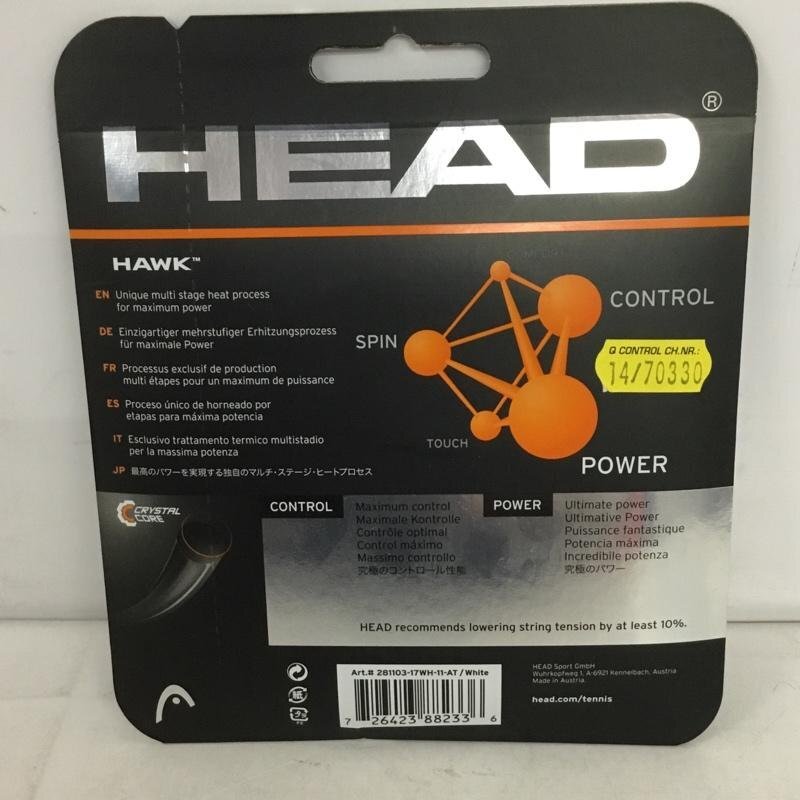 HEAD®
HAWK™
EN Unique multi stage heat process
for maximum power
DE Einzigartiger mehrstufiger Erhitzungsprozess
für maximale Power
FR Processus exclusif de production
multi étapes pour un maximum de puissance
ES Proceso único de horneado por
etapas para máxima potencia
IT Esclusivo trattamento termico multistadio
per la massima potenza
JP 最高のパワーを実現する独自のマルチ・ステージ・ヒートプロセス
CONTROL
SPIN
TOUCH
POWER
Q CONTROL CH.NR.:
14/70330
CRYSTAL
CORE
CONTROL
Maximum control
Maximale Kontrolle
Contrôle optimal
Control máximo
Massimo controllo
究極のコントロール性能
POWER
Ultimate power
Ultimative Power
Puissance fantastique
Potencia máxima
Incredibile potenza
究極のパワー
HEAD recommends lowering string tension by at least 10%.
紙
プラ
Art.# 281103-17WH-11-AT / White
7 26423 88233 6
HEAD Sport GmbH
Wuhrkopfweg 1, A-6921 Kennelbach, Austria
Made in Austria.
head.com/tennis